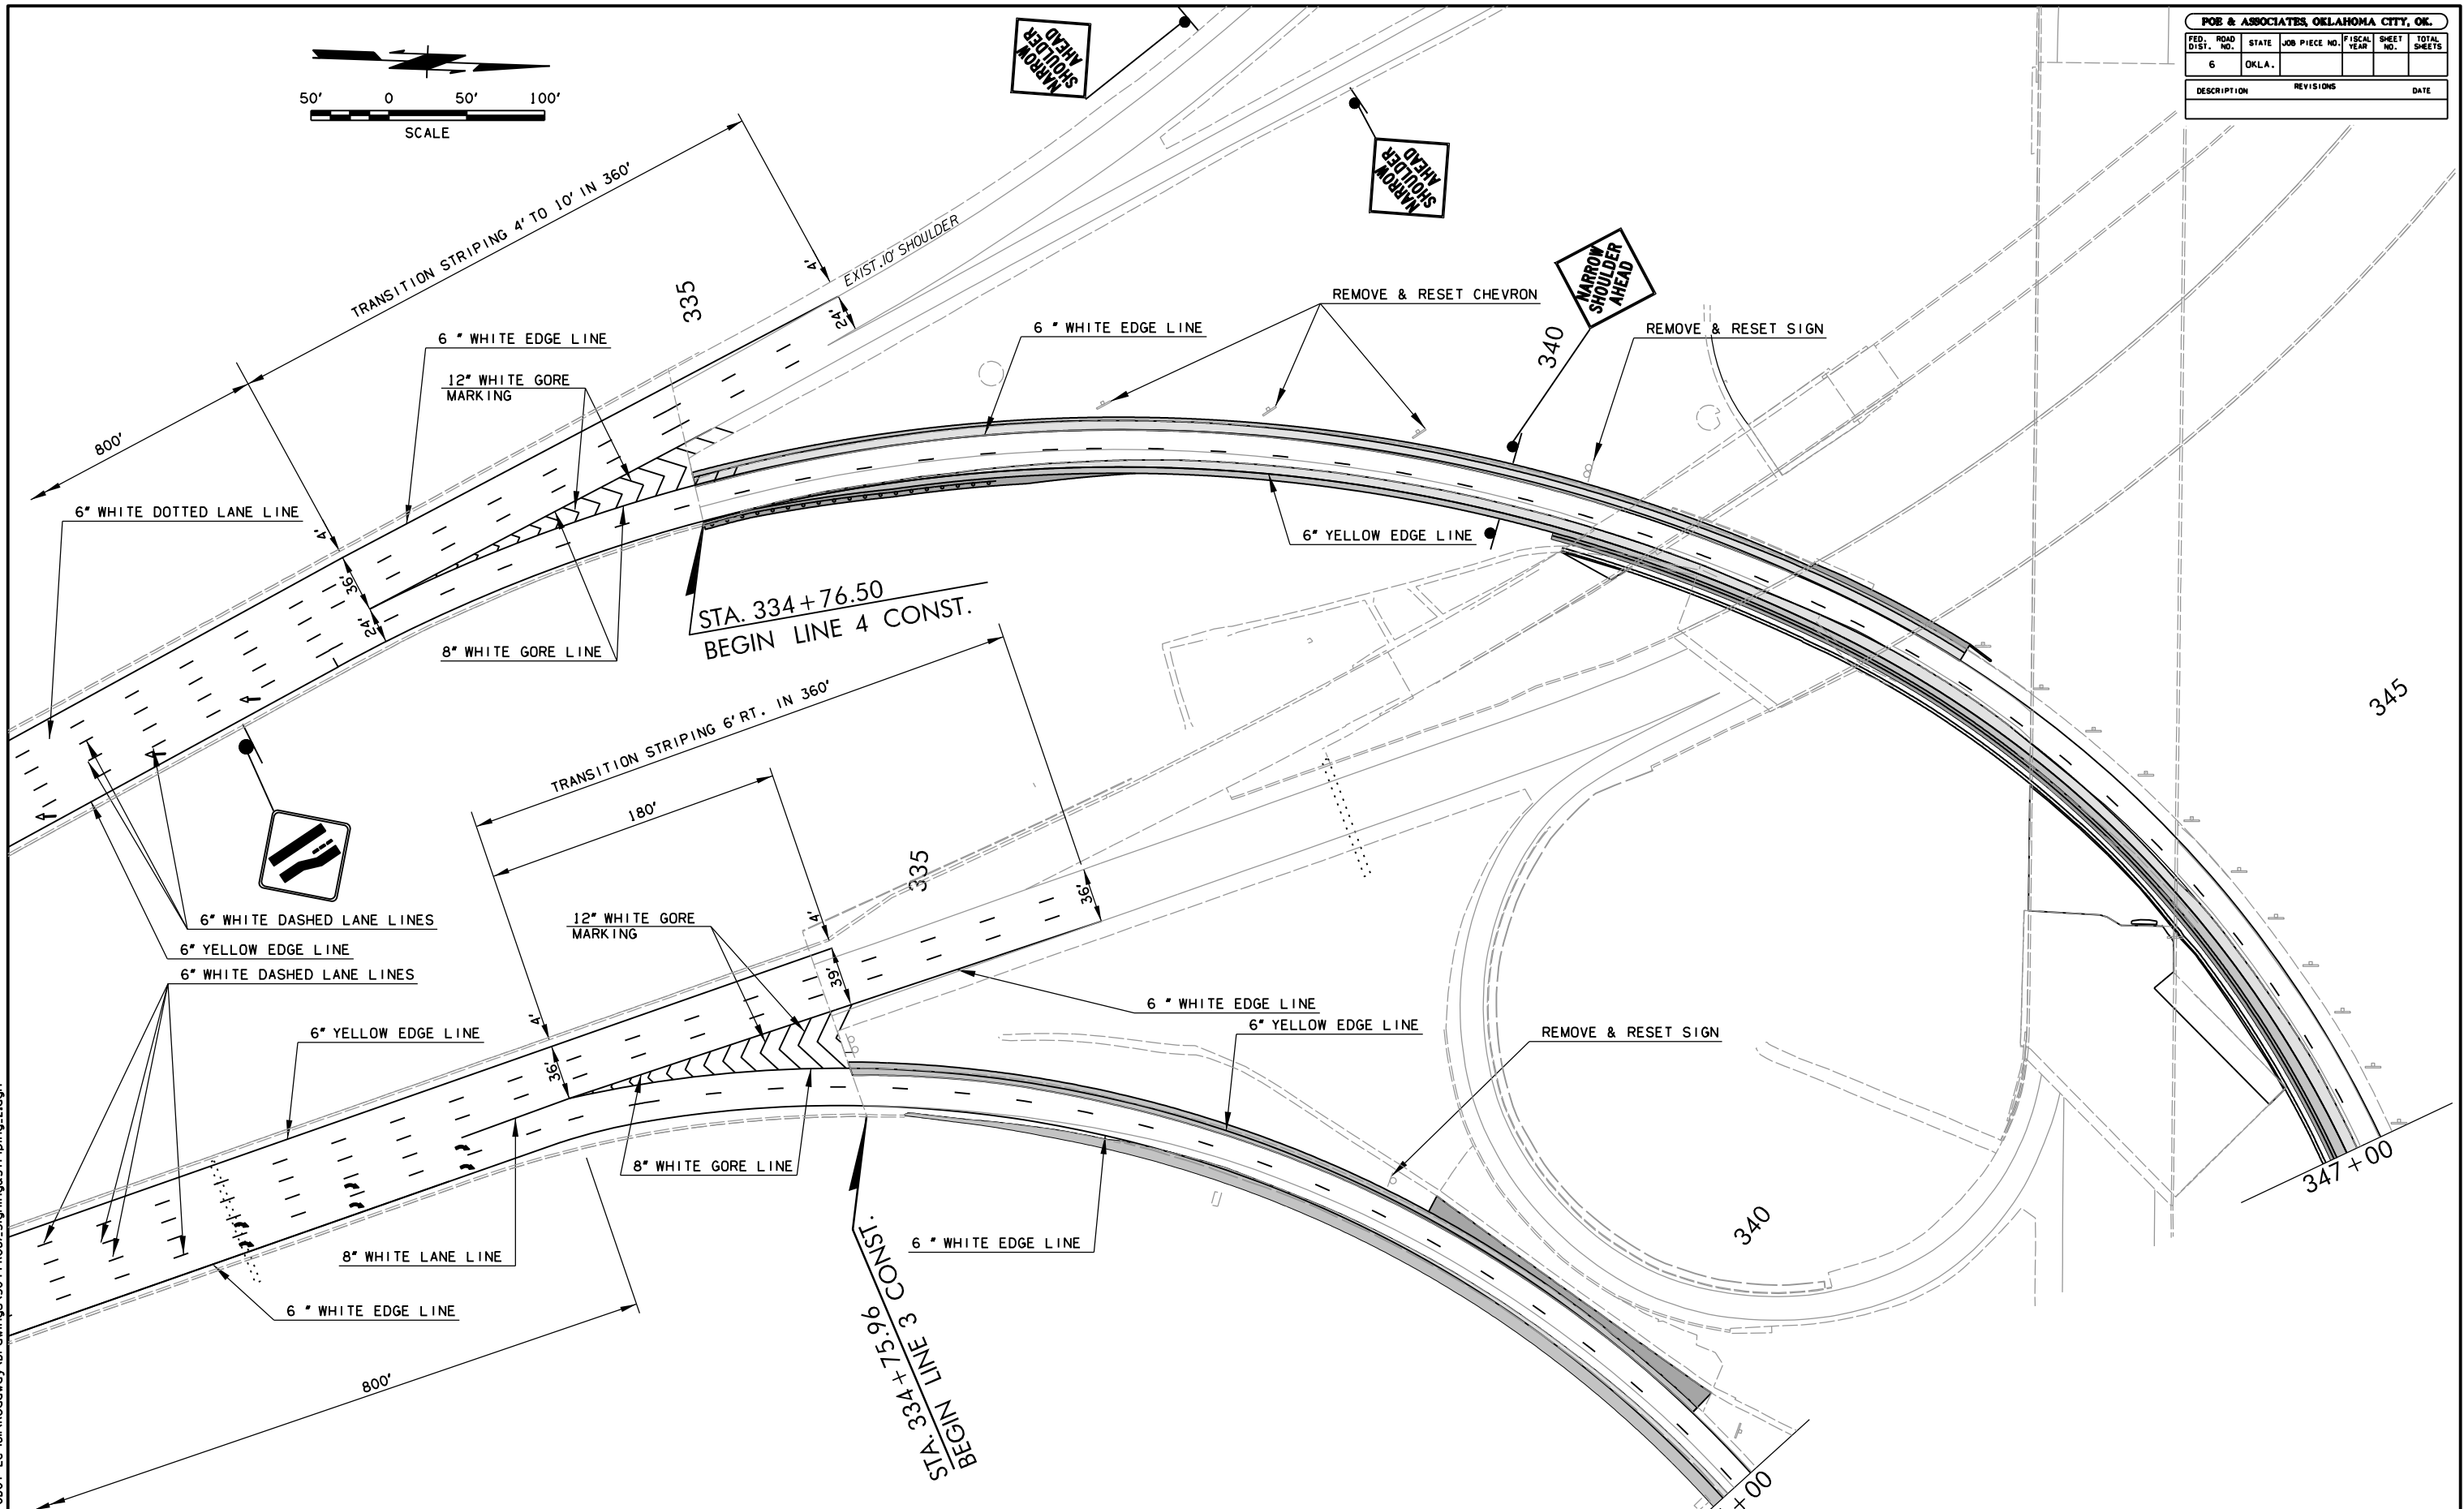 POE & ASSOCIATES, OKLAHOMA CITY, OK.
FED. ROAD DIST. NO.
STATE
JOB PIECE NO.
FISCAL YEAR
SHEET NO.
TOTAL SHEETS
6
OKLA.
DESCRIPTION
REVISIONS
DATE
50' 0 50' 100'
SCALE
NARROW
SHOULDER
AHEAD
NARROW
SHOULDER
AHEAD
NARROW
SHOULDER
AHEAD
TRANSITION STRIPING 4' TO 10' IN 360'
4'
EXIST. 10' SHOULDER
24'
335
6 " WHITE EDGE LINE
12" WHITE GORE
MARKING
800'
6" WHITE DOTTED LANE LINE
4'
36'
24'
8" WHITE GORE LINE
6 " WHITE EDGE LINE
REMOVE & RESET CHEVRON
340
REMOVE & RESET SIGN
6" YELLOW EDGE LINE
STA. 334+76.50
BEGIN LINE 4 CONST.
345
347+00
TRANSITION STRIPING 6' RT. IN 360'
180'
335
36'
4'
39'
6" WHITE DASHED LANE LINES
6" YELLOW EDGE LINE
6" WHITE DASHED LANE LINES
12" WHITE GORE
MARKING
6" YELLOW EDGE LINE
4'
36'
6 " WHITE EDGE LINE
6" YELLOW EDGE LINE
REMOVE & RESET SIGN
8" WHITE GORE LINE
8" WHITE LANE LINE
6 " WHITE EDGE LINE
6 " WHITE EDGE LINE
340
800'
STA. 334+75.96
BEGIN LINE 3 CONST.
+00